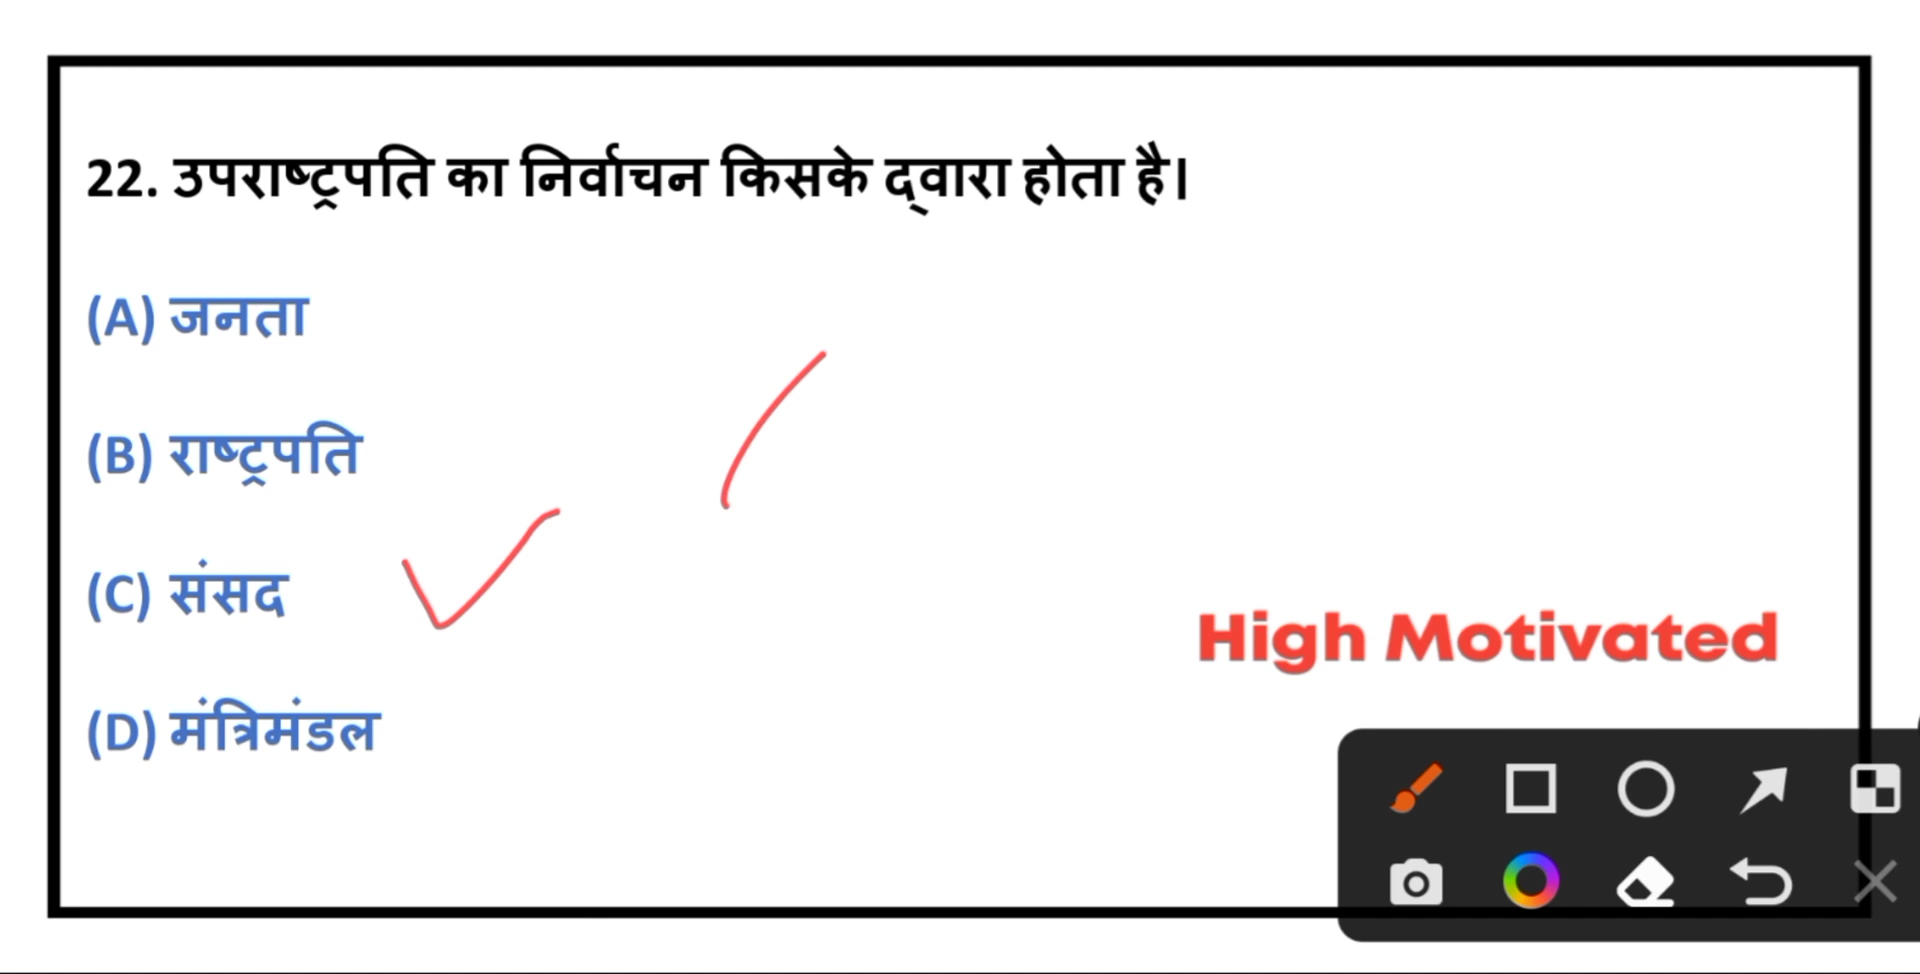 22. उपराष्ट्रपति का निर्वाचन किसके द्वारा होता है।
(A) जनता
(B) राष्ट्रपति
(C) संसद
(D) मंत्रिमंडल
High Motivated